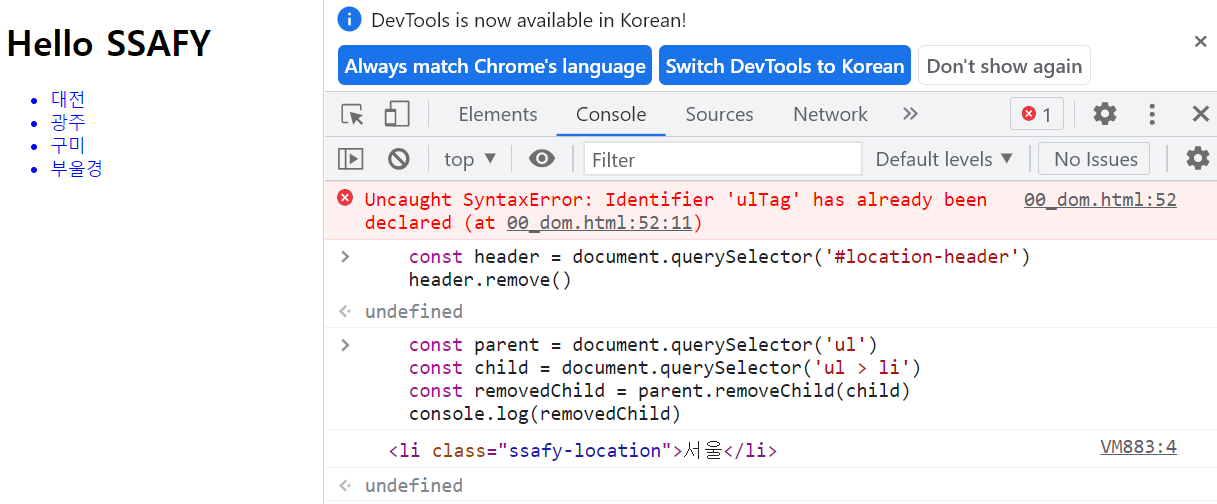 Hello SSAFY
대전
광주
구미
부울경
DevTools is now available in Korean!
Always match Chrome's language
Switch DevTools to Korean
Don't show again
Elements
Console
Sources
Network
1
top
Filter
Default levels
No Issues
Uncaught SyntaxError: Identifier 'ulTag' has already been 00_dom.html:52
declared (at 00_dom.html:52:11)
const header = document.querySelector('#location-header')
header.remove()
undefined
const parent = document.querySelector('ul')
const child = document.querySelector('ul > li')
const removedChild = parent.removeChild(child)
console.log(removedChild)
<li class="ssafy-location">서울</li> VM883:4
undefined